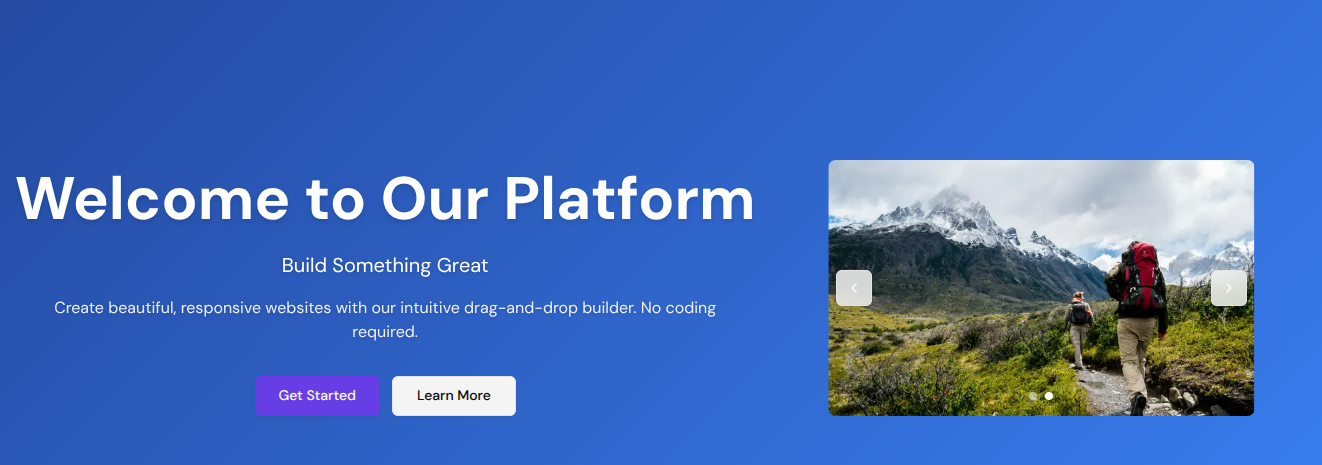 Welcome to Our Platform
Build Something Great
Create beautiful, responsive websites with our intuitive drag-and-drop builder. No coding
required.
Get Started
Learn More